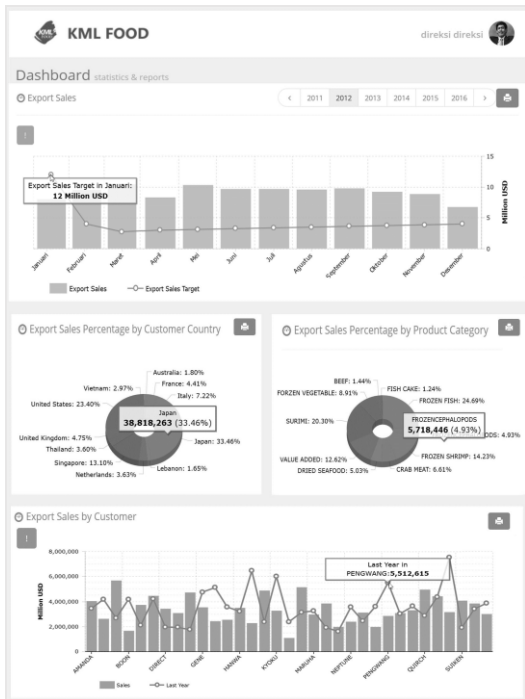 KML FOOD
direksi direksi
Dashboard statistics & reports
Export Sales
< 2011 2012 2013 2014 2015 2016 >
!
15
10
5
0
Million USD
Export Sales Target in Januari:
12 Million USD
Januari
Februari
Maret
April
Mei
Juni
Juli
Agustus
September
Oktober
November
Desember
Export Sales
Export Sales Target
Export Sales Percentage by Customer Country
Australia: 1.80%
France: 4.41%
Vietnam: 2.97%
Italy: 7.22%
United States: 23.40%
Japan
38,818,263 (33.46%)
United Kingdom: 4.75%
Japan: 33.46%
Thailand: 3.60%
Singapore: 13.10%
Lebanon: 1.65%
Netherlands: 3.63%
Export Sales Percentage by Product Category
BEEF: 1.44%
FISH CAKE: 1.24%
FORZEN VEGETABLE: 8.91%
FROZEN FISH: 24.69%
FROZENCEPHALOPODS
5,718,446 (4.93%)
SURIMI: 20.30%
ODS: 4.93%
VALUE ADDED: 12.62%
FROZEN SHRIMP: 14.23%
DRIED SEAFOOD: 5.03%
CRAB MEAT: 6.61%
Export Sales by Customer
!
8,000,000
6,000,000
4,000,000
2,000,000
0
Million USD
Last Year in
PENGWANG:5,512,615
AMANDA
BOON
DIRECT
GENE
HANWA
KYOKU
MARUHA
NEPTUNE
PENGWANG
QUIRCH
SUISKEN
Sales
Last Year